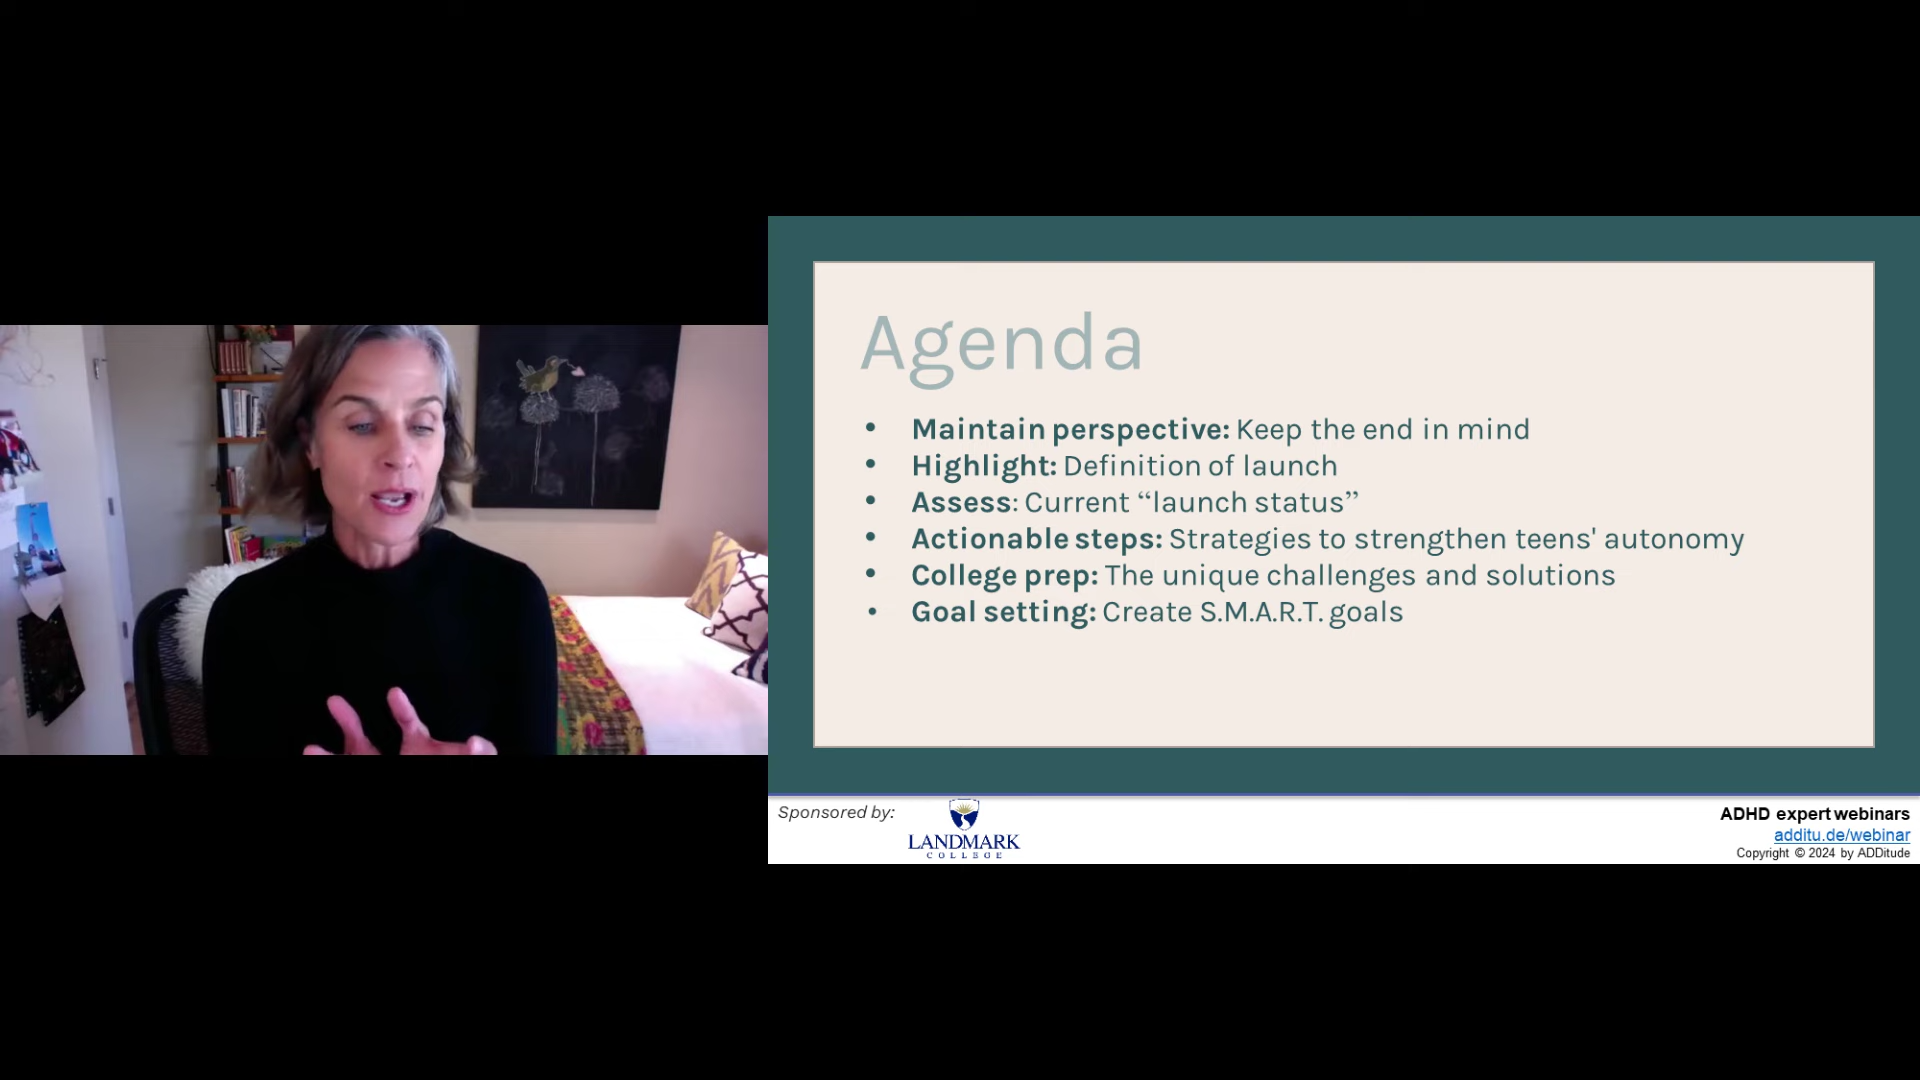 Agenda
• Maintain perspective: Keep the end in mind
• Highlight: Definition of launch
• Assess: Current “launch status”
• Actionable steps: Strategies to strengthen teens' autonomy
• College prep: The unique challenges and solutions
• Goal setting: Create S.M.A.R.T. goals
Sponsored by:
LANDMARK
COLLEGE
ADHD expert webinars
additu.de/webinar
Copyright © 2024 by ADDitude